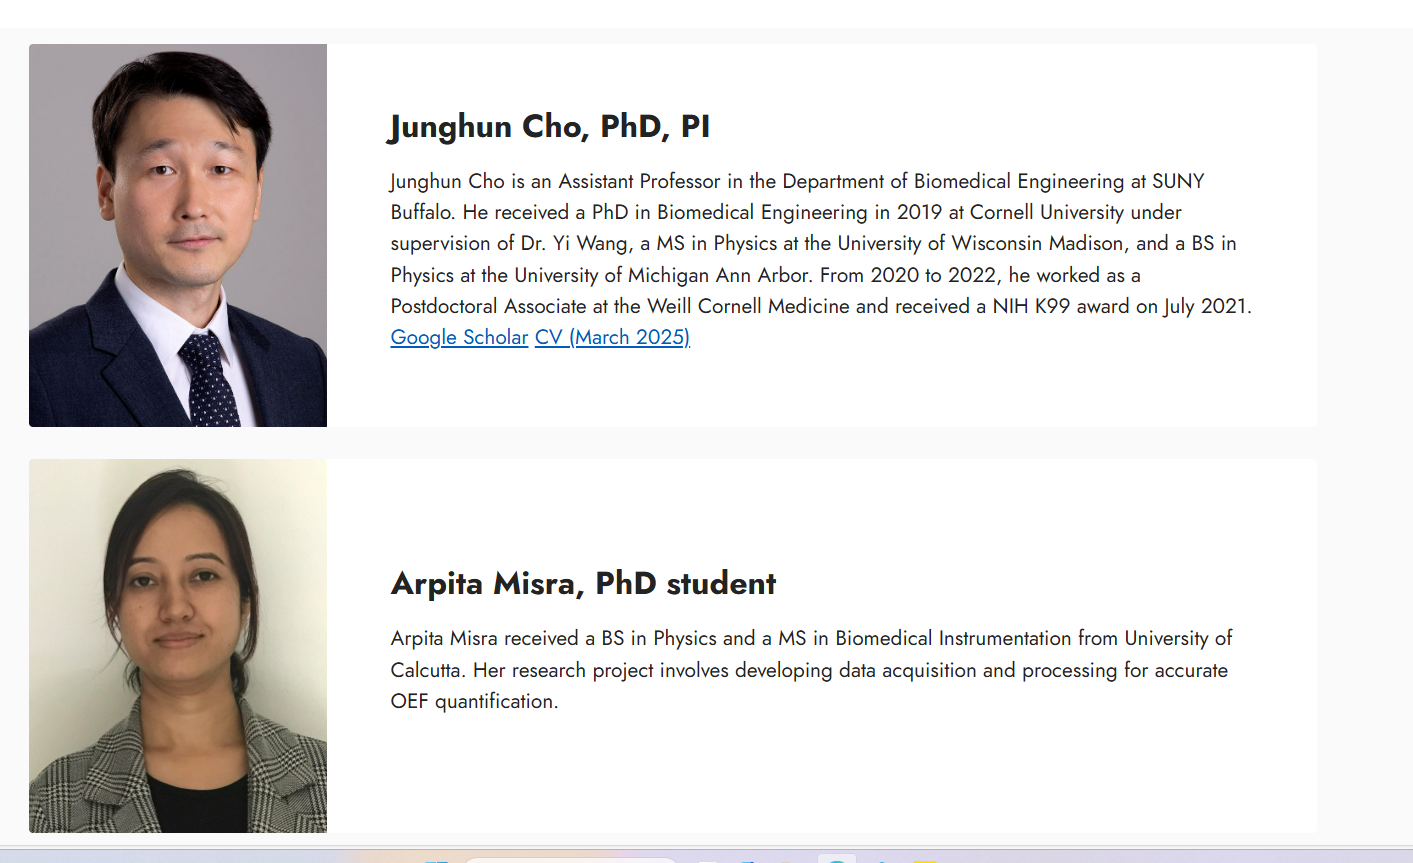 Junghun Cho, PhD, PI
Junghun Cho is an Assistant Professor in the Department of Biomedical Engineering at SUNY
Buffalo. He received a PhD in Biomedical Engineering in 2019 at Cornell University under
supervision of Dr. Yi Wang, a MS in Physics at the University of Wisconsin Madison, and a BS in
Physics at the University of Michigan Ann Arbor. From 2020 to 2022, he worked as a
Postdoctoral Associate at the Weill Cornell Medicine and received a NIH K99 award on July 2021.
Google Scholar CV (March 2025)
Arpita Misra, PhD student
Arpita Misra received a BS in Physics and a MS in Biomedical Instrumentation from University of
Calcutta. Her research project involves developing data acquisition and processing for accurate
OEF quantification.